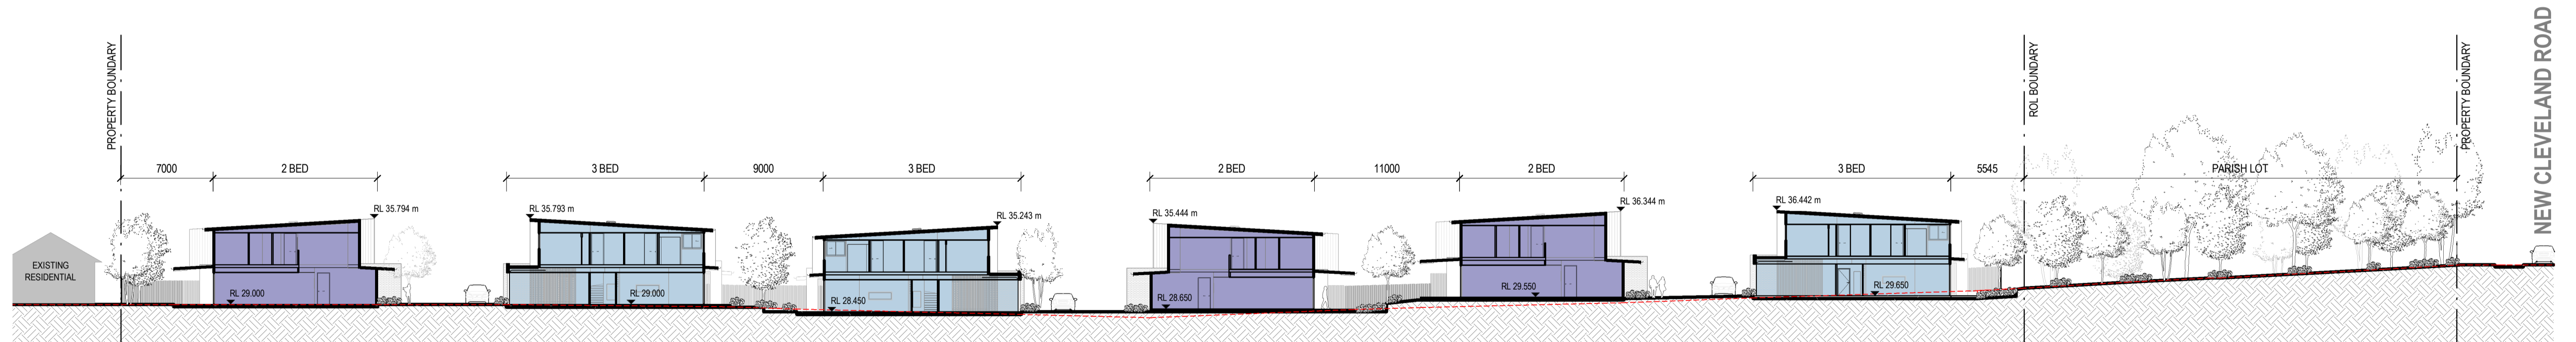 PROPERTY BOUNDARY
ROL BOUNDARY
PROPERTY BOUNDARY
NEW CLEVELAND ROAD
7000
2 BED
3 BED
9000
3 BED
2 BED
11000
2 BED
3 BED
5545
PARISH LOT
RL 35.794 m
RL 35.793 m
RL 35.243 m
RL 35.444 m
RL 36.344 m
RL 36.442 m
EXISTING
RESIDENTIAL
RL 29.000
RL 29.000
RL 28.450
RL 28.650
RL 29.550
RL 29.650